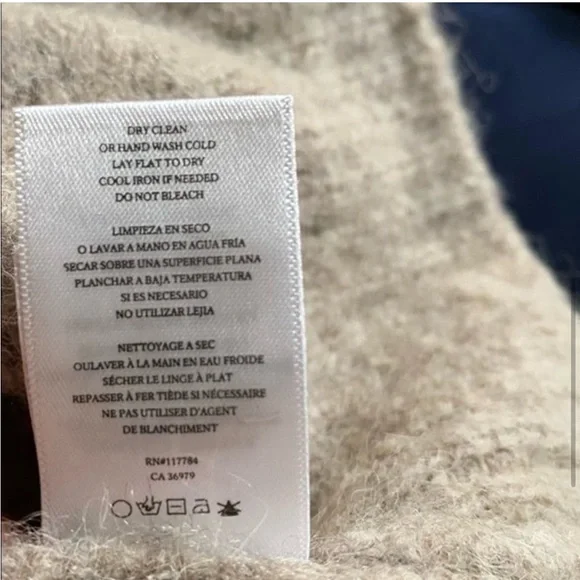 DRY CLEAN
OR HAND WASH COLD
LAY FLAT TO DRY
COOL IRON IF NEEDED
DO NOT BLEACH
LIMPIEZA EN SECO
O LAVAR A MANO EN AGUA FRÍA
SECAR SOBRE UNA SUPERFICIE PLANA
PLANCHAR A BAJA TEMPERATURA
SI ES NECESARIO
NO UTILIZAR LEJIA
NETTOYAGE A SEC
OULAVER À LA MAIN EN EAU FROIDE
SÉCHER LE LINGE À PLAT
REPASSER À FER TIÈDE SI NÉCESSAIRE
NE PAS UTILISER D'AGENT
DE BLANCHIMENT
RN#117784
CA 36979